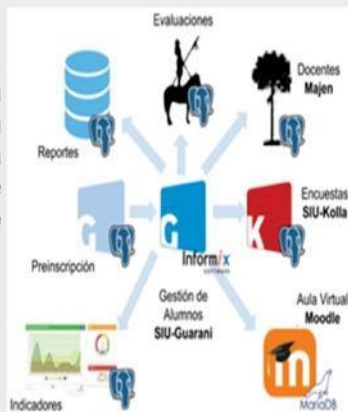 Evaluaciones
Docentes
Majen
Reportes
Encuestas
SIU-Kolla
G
G
K
Informix
software
Preinscripción
Gestión de
Alumnos
SIU-Guaraní
Aula Virtual
Moodle
m
MariaDB
Indicadores